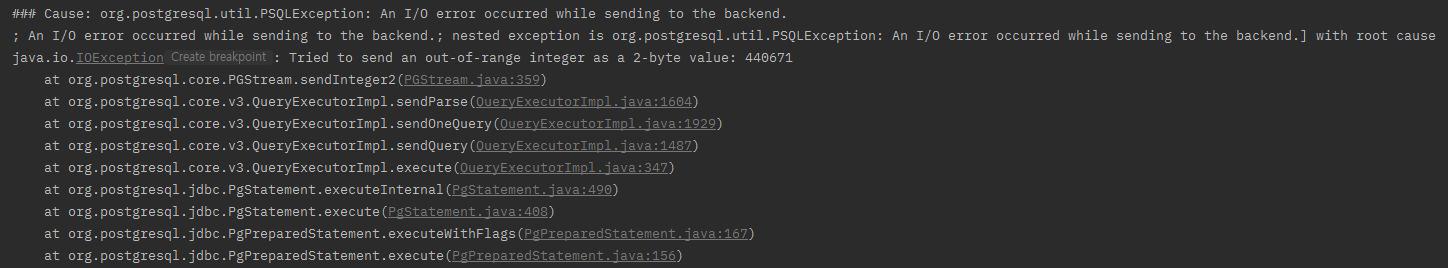 ### Cause: org.postgresql.util.PSQLException: An I/O error occurred while sending to the backend.
; An I/O error occurred while sending to the backend.; nested exception is org.postgresql.util.PSQLException: An I/O error occurred while sending to the backend.] with root cause
java.io.IOException Create breakpoint : Tried to send an out-of-range integer as a 2-byte value: 440671
    at org.postgresql.core.PGStream.sendInteger2(PGStream.java:359)
    at org.postgresql.core.v3.QueryExecutorImpl.sendParse(QueryExecutorImpl.java:1604)
    at org.postgresql.core.v3.QueryExecutorImpl.sendOneQuery(QueryExecutorImpl.java:1929)
    at org.postgresql.core.v3.QueryExecutorImpl.sendQuery(QueryExecutorImpl.java:1487)
    at org.postgresql.core.v3.QueryExecutorImpl.execute(QueryExecutorImpl.java:347)
    at org.postgresql.jdbc.PgStatement.executeInternal(PgStatement.java:490)
    at org.postgresql.jdbc.PgStatement.execute(PgStatement.java:408)
    at org.postgresql.jdbc.PgPreparedStatement.executeWithFlags(PgPreparedStatement.java:167)
    at org.postgresql.jdbc.PgPreparedStatement.execute(PgPreparedStatement.java:156)